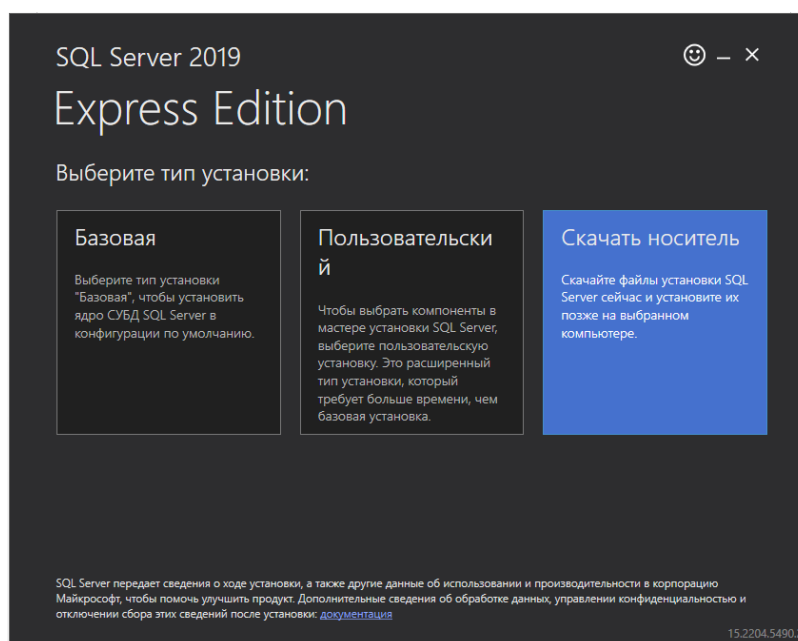 SQL Server 2019
Express Edition
Выберите тип установки:
Базовая
Выберите тип установки
"Базовая", чтобы установить
ядро СУБД SQL Server в
конфигурации по умолчанию.
Пользовательски
й
Чтобы выбрать компоненты в
мастере установки SQL Server,
выберите пользовательскую
установку. Это расширенный
тип установки, который
требует больше времени, чем
базовая установка.
Скачать носитель
Скачайте файлы установки SQL
Server сейчас и установите их
позже на выбранном
компьютере.
SQL Server передает сведения о ходе установки, а также другие данные об использовании и производительности в корпорацию
Майкрософт, чтобы помочь улучшить продукт. Дополнительные сведения об обработке данных, управлении конфиденциальностью и
отключении сбора этих сведений после установки: документация
15.2204.5490.